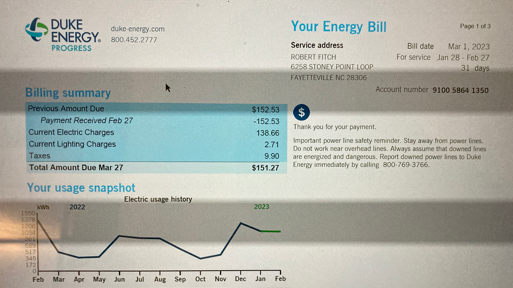 DUKE ENERGY®
PROGRESS
duke-energy.com
800.452.2777
Your Energy Bill
Page 1 of 3
Service address
ROBERT FITCH
6258 STONEY POINT LOOP
FAYETTEVILLE NC 28306
Bill date Mar 1, 2023
For service Jan 28 - Feb 27
31 days
Account number 9100 5864 1350
Billing summary
Previous Amount Due $152.53
Payment Received Feb 27 -152.53
Current Electric Charges 138.66
Current Lighting Charges 2.71
Taxes 9.90
Total Amount Due Mar 27 $151.27
$
Thank you for your payment.
Important power line safety reminder. Stay away from power lines.
Do not work near overhead lines. Always assume that downed lines
are energized and dangerous. Report downed power lines to Duke
Energy immediately by calling 800-769-3766.
Your usage snapshot
Electric usage history
kWh 2022 2023
517
345
172
0
Feb Mar Apr May Jun Jul Aug Sep Oct Nov Dec Jan Feb